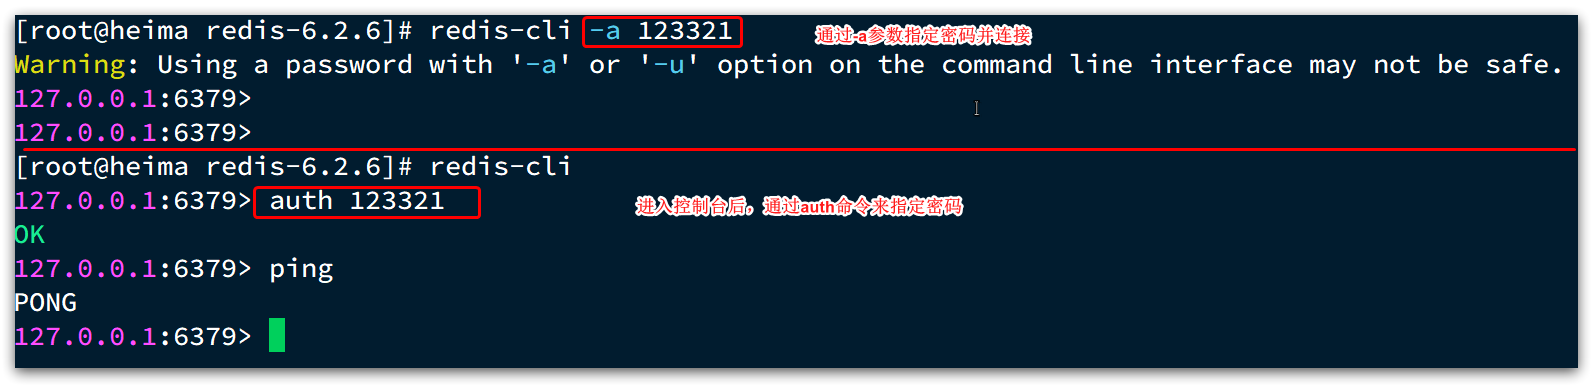 [root@heima redis-6.2.6]# redis-cli -a 123321 通过-a参数指定密码并连接
Warning: Using a password with '-a' or '-u' option on the command line interface may not be safe.
127.0.0.1:6379>
127.0.0.1:6379>
[root@heima redis-6.2.6]# redis-cli
127.0.0.1:6379> auth 123321 进入控制台后，通过auth命令来指定密码
OK
127.0.0.1:6379> ping
PONG
127.0.0.1:6379>